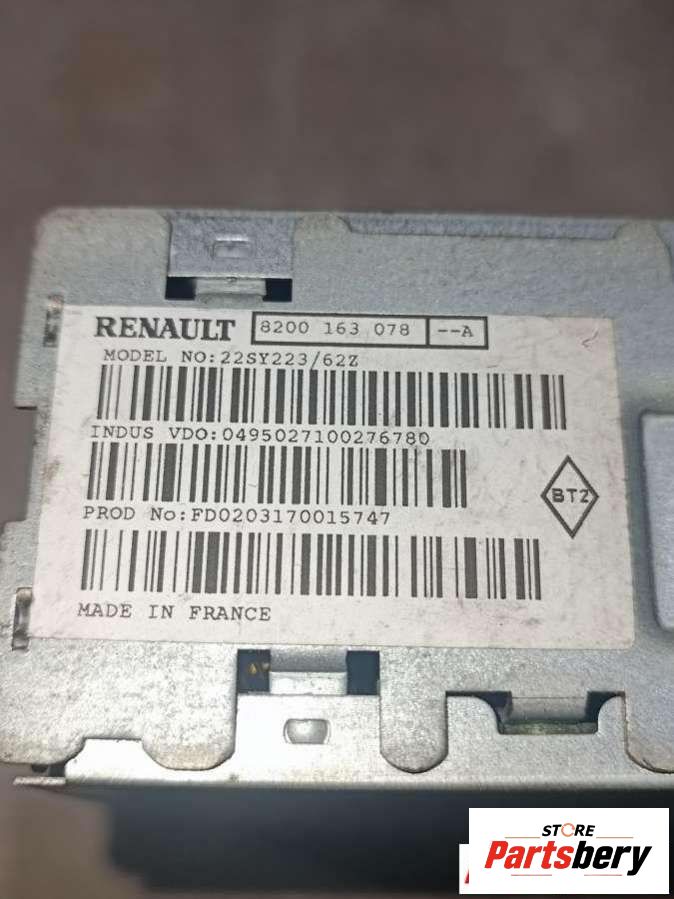 RENAULT 8200 163 078 --A
MODEL NO:22SY223/62Z
INDUS VDO:0495027100276780
PROD No:FD0203170015747
BTZ
MADE IN FRANCE
STORE
Partsbery